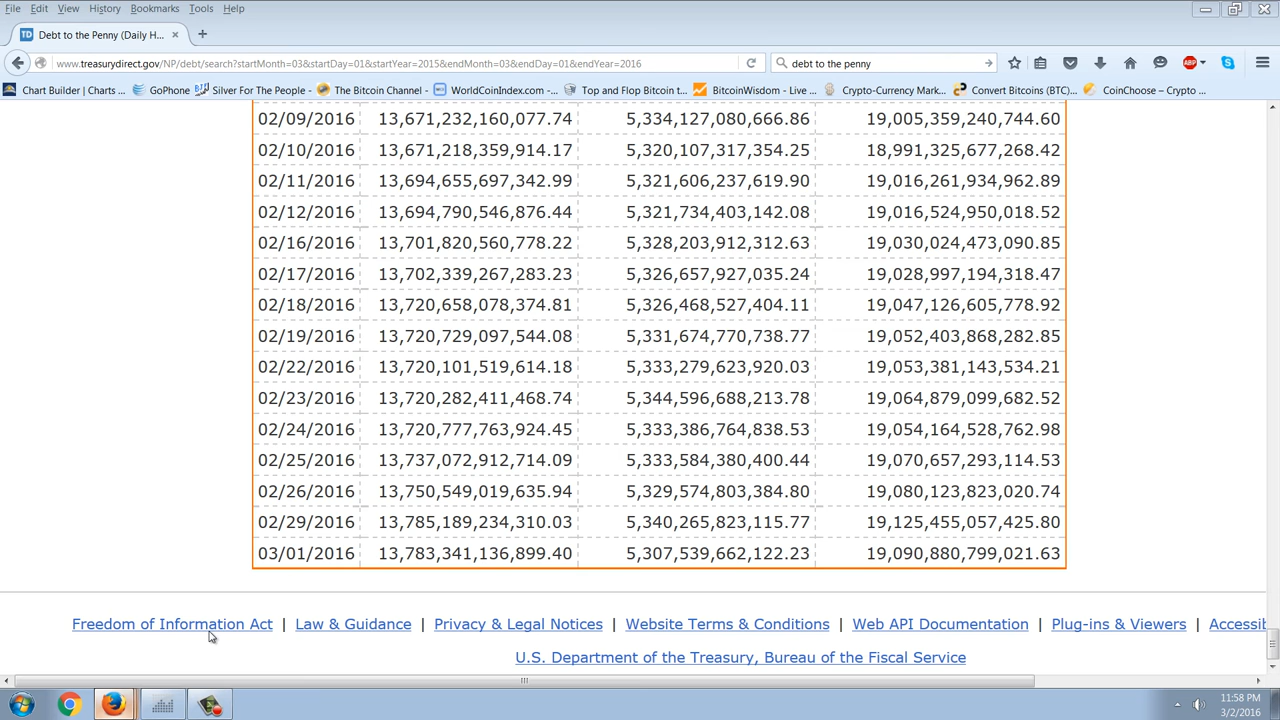 File Edit View History Bookmarks Tools Help
TD Debt to the Penny (Daily H...
www.treasurydirect.gov/NP/debt/search?startMonth=03&startDay=01&startYear=2015&endMonth=03&endDay=01&endYear=2016 debt to the penny ABP
Chart Builder | Charts ... GoPhone Silver For The People - ... The Bitcoin Channel - ... WorldCoinIndex.com -... Top and Flop Bitcoin t... BitcoinWisdom - Live ... Crypto-Currency Mark... Convert Bitcoins (BTC)... CoinChoose – Crypto ...
02/09/2016 13,671,232,160,077.74 5,334,127,080,666.86 19,005,359,240,744.60
02/10/2016 13,671,218,359,914.17 5,320,107,317,354.25 18,991,325,677,268.42
02/11/2016 13,694,655,697,342.99 5,321,606,237,619.90 19,016,261,934,962.89
02/12/2016 13,694,790,546,876.44 5,321,734,403,142.08 19,016,524,950,018.52
02/16/2016 13,701,820,560,778.22 5,328,203,912,312.63 19,030,024,473,090.85
02/17/2016 13,702,339,267,283.23 5,326,657,927,035.24 19,028,997,194,318.47
02/18/2016 13,720,658,078,374.81 5,326,468,527,404.11 19,047,126,605,778.92
02/19/2016 13,720,729,097,544.08 5,331,674,770,738.77 19,052,403,868,282.85
02/22/2016 13,720,101,519,614.18 5,333,279,623,920.03 19,053,381,143,534.21
02/23/2016 13,720,282,411,468.74 5,344,596,688,213.78 19,064,879,099,682.52
02/24/2016 13,720,777,763,924.45 5,333,386,764,838.53 19,054,164,528,762.98
02/25/2016 13,737,072,912,714.09 5,333,584,380,400.44 19,070,657,293,114.53
02/26/2016 13,750,549,019,635.94 5,329,574,803,384.80 19,080,123,823,020.74
02/29/2016 13,785,189,234,310.03 5,340,265,823,115.77 19,125,455,057,425.80
03/01/2016 13,783,341,136,899.40 5,307,539,662,122.23 19,090,880,799,021.63
Freedom of Information Act | Law & Guidance | Privacy & Legal Notices | Website Terms & Conditions | Web API Documentation | Plug-ins & Viewers | Accessib
U.S. Department of the Treasury, Bureau of the Fiscal Service
11:58 PM
3/2/2016